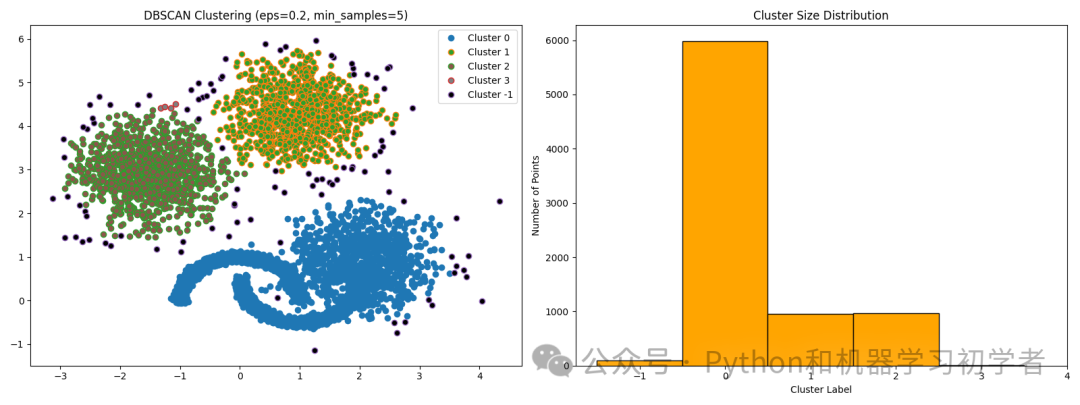 DBSCAN Clustering (eps=0.2, min_samples=5)
6
5
4
3
2
1
0
−1
−3
−2
−1
0
1
2
3
4
Cluster 0
Cluster 1
Cluster 2
Cluster 3
Cluster -1
Cluster Size Distribution
Number of Points
6000
5000
4000
3000
2000
1000
0
−1
0
1
2
3
4
Cluster Label
公众号 · Python和机器学习初学者